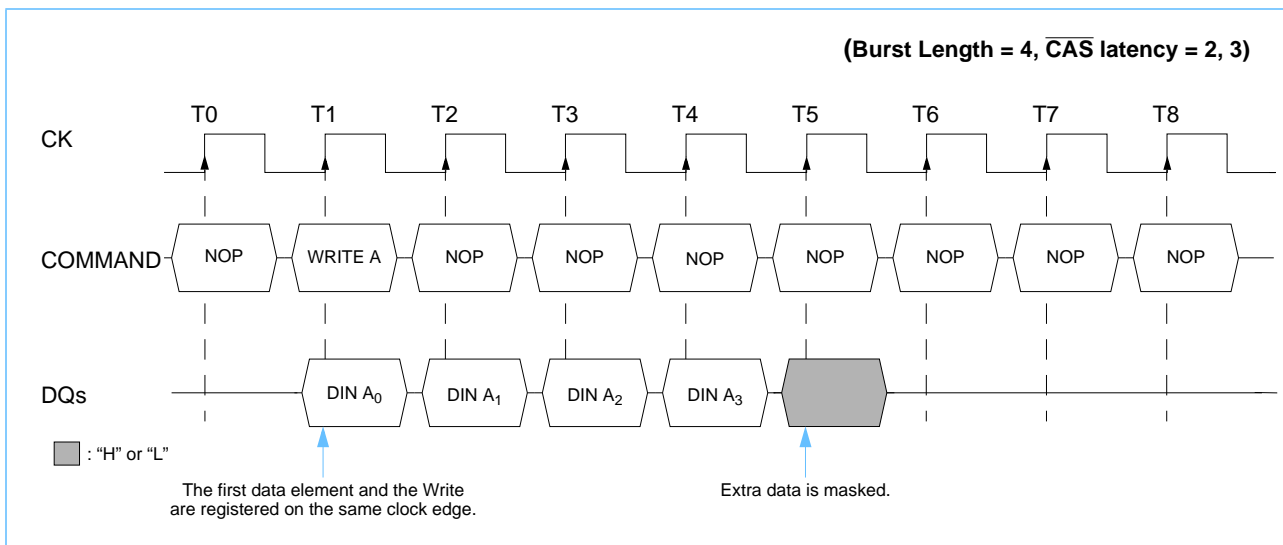 (Burst Length = 4, C̅A̅S̅ latency = 2, 3)
T0 T1 T2 T3 T4 T5 T6 T7 T8
CK
COMMAND NOP WRITE A NOP NOP NOP NOP NOP NOP NOP
DQs DIN A₀ DIN A₁ DIN A₂ DIN A₃
: “H” or “L”
The first data element and the Write
are registered on the same clock edge.
Extra data is masked.